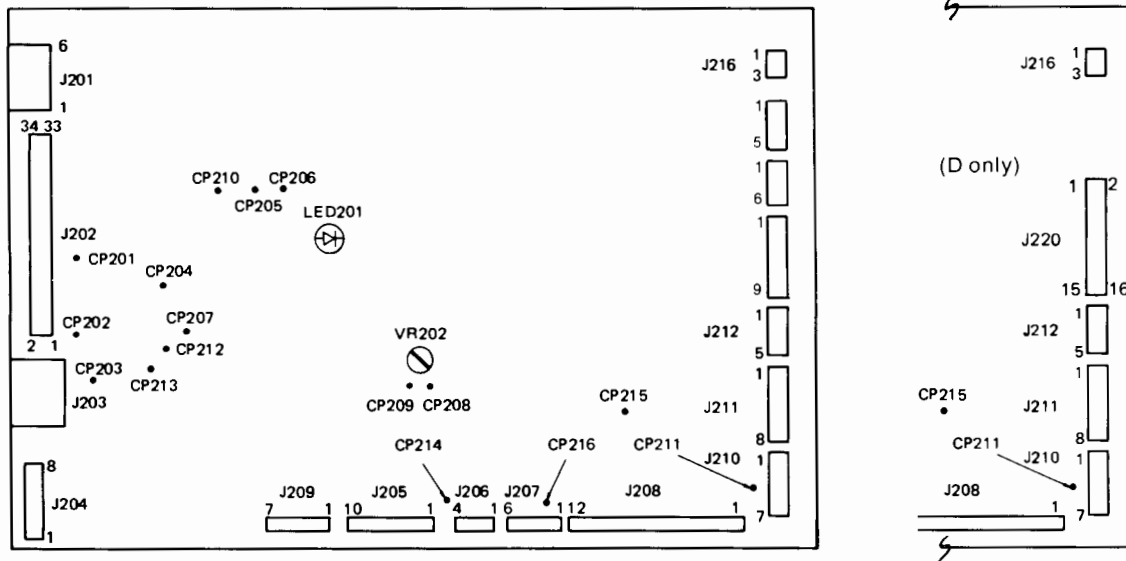 6
J201
1
34 33
J202
2 1
J203
8
J204
1
CP210
CP206
CP205
LED201
CP201
CP204
CP202
CP207
CP212
CP203
CP213
VR202
CP209 CP208
CP215
CP214
CP216
CP211
J216
1
3
1
5
1
6
1
9
J212
1
5
J211
1
8
J210
1
7
J209
7 1
J205
10 1
J206
4 1
J207
6 1
J208
12 1
J216
1
3
(D only)
1 2
J220
15 16
J212
1
5
CP215
J211
1
8
CP211
J210
1
7
J208
1